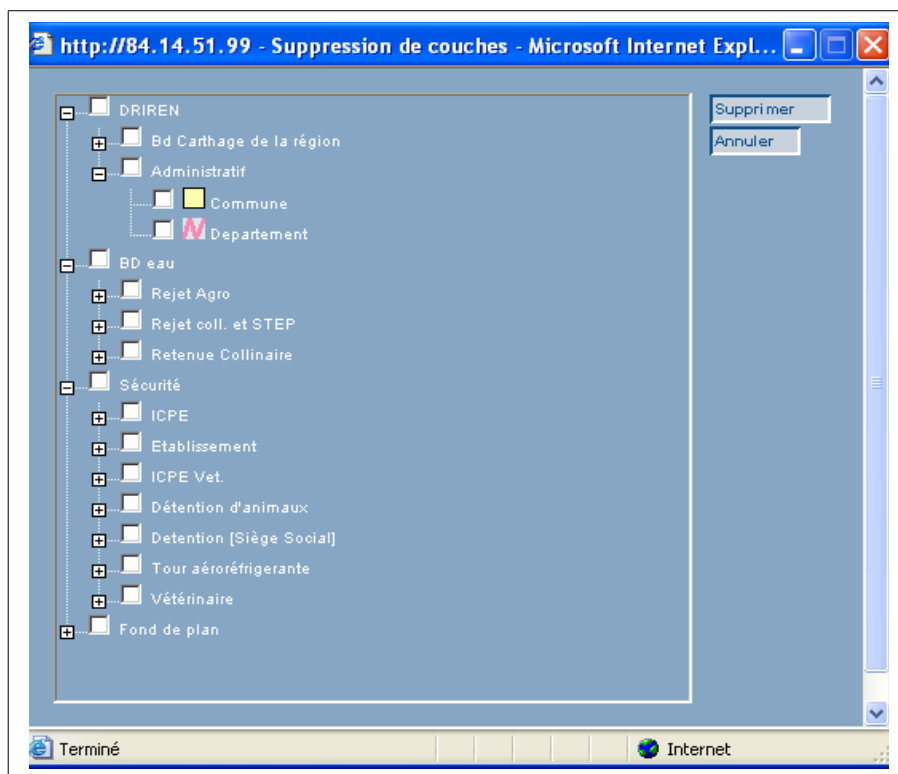 http://84.14.51.99 - Suppression de couches - Microsoft Internet Expl...
DRIREN
Supprimer
Bd Carthage de la région
Annuler
Administratif
Commune
Departement
BD eau
Rejet Agro
Rejet coll. et STEP
Retenue Collinaire
Sécurité
ICPE
Etablissement
ICPE Vet.
Détention d'animaux
Detention [Siège Social]
Tour aéroréfrigerante
Vétérinaire
Fond de plan
Terminé
Internet